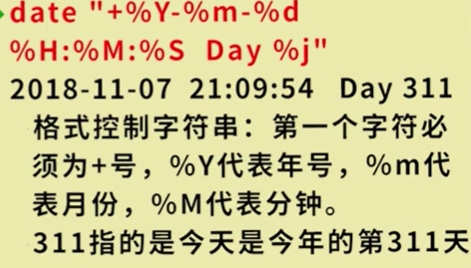 date "+%Y-%m-%d
%H:%M:%S Day %j"
2018-11-07 21:09:54 Day 311
格式控制字符串：第一个字符必
须为+号，%Y代表年号，%m代
表月份，%M代表分钟。
311指的是今天是今年的第311天